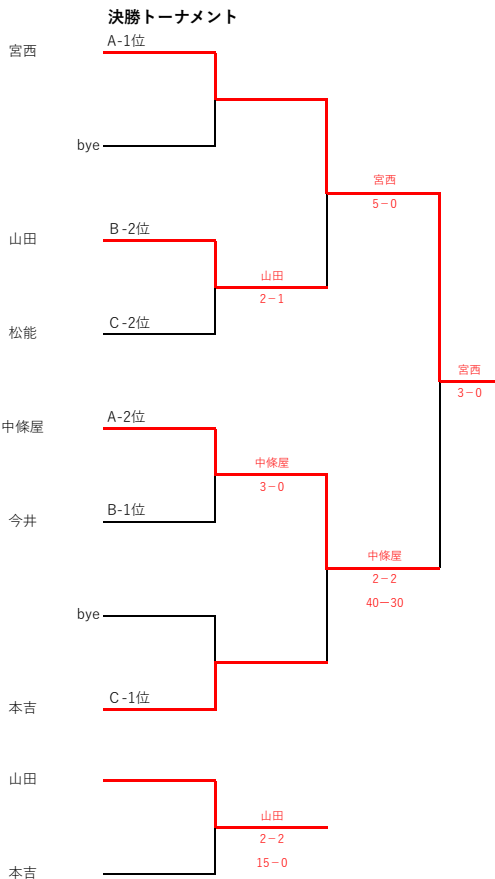 決勝トーナメント
A-1位
宮西
bye
宮西
5－0
B-2位
山田
山田
2－1
C-2位
松能
宮西
3－0
A-2位
中條屋
中條屋
3－0
B-1位
今井
中條屋
2－2
40ー30
bye
C-1位
本吉
山田
山田
2－2
15－0
本吉